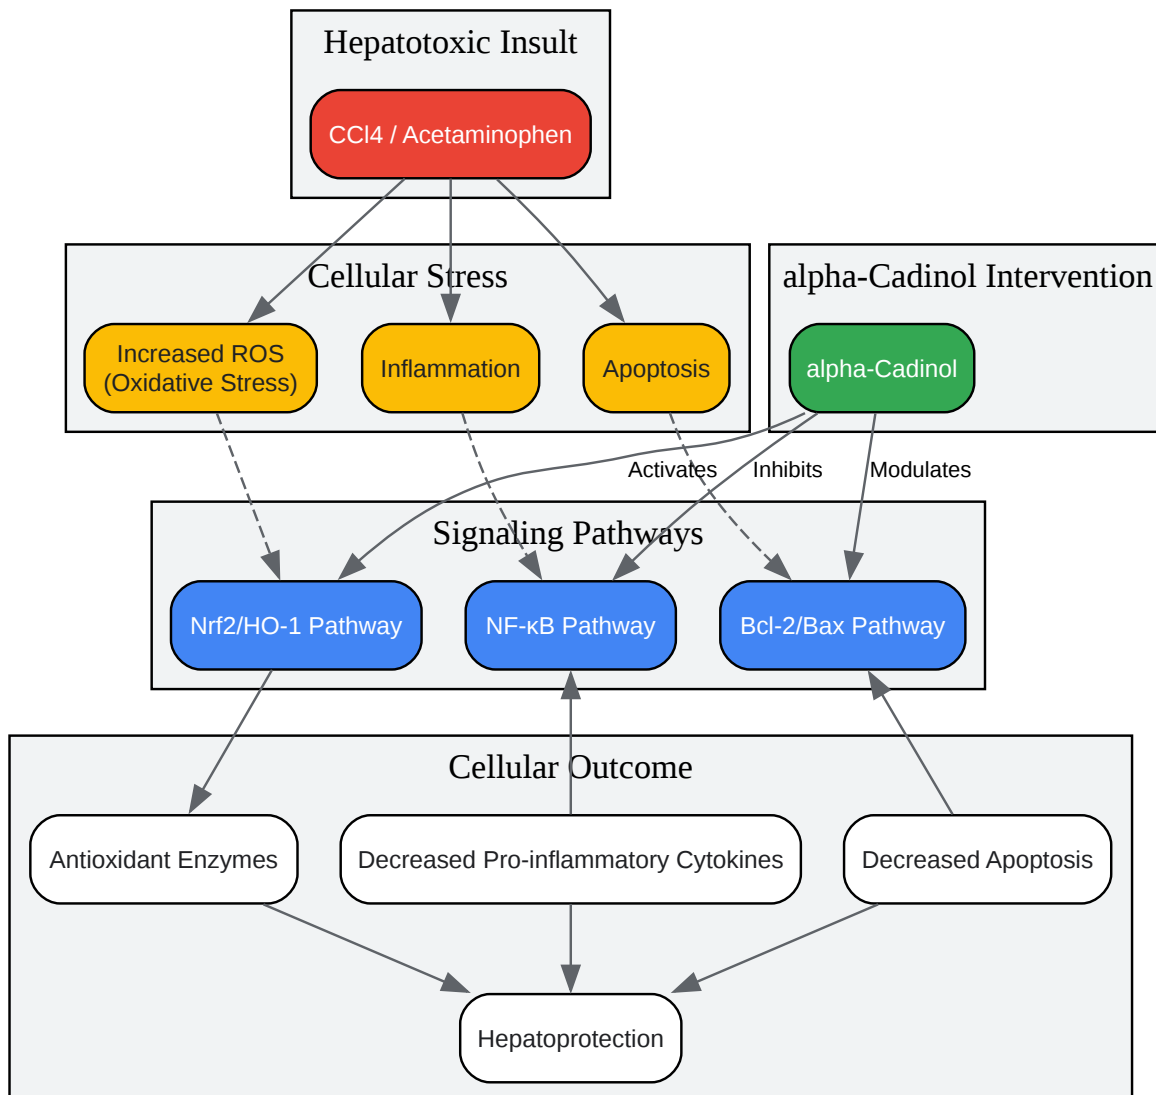 Hepatotoxic Insult
CCl4 / Acetaminophen
Cellular Stress
alpha-Cadinol Intervention
Increased ROS
(Oxidative Stress)
Inflammation
Apoptosis
alpha-Cadinol
Activates
Inhibits
Modulates
Signaling Pathways
Nrf2/HO-1 Pathway
NF-κB Pathway
Bcl-2/Bax Pathway
Cellular Outcome
Antioxidant Enzymes
Decreased Pro-inflammatory Cytokines
Decreased Apoptosis
Hepatoprotection